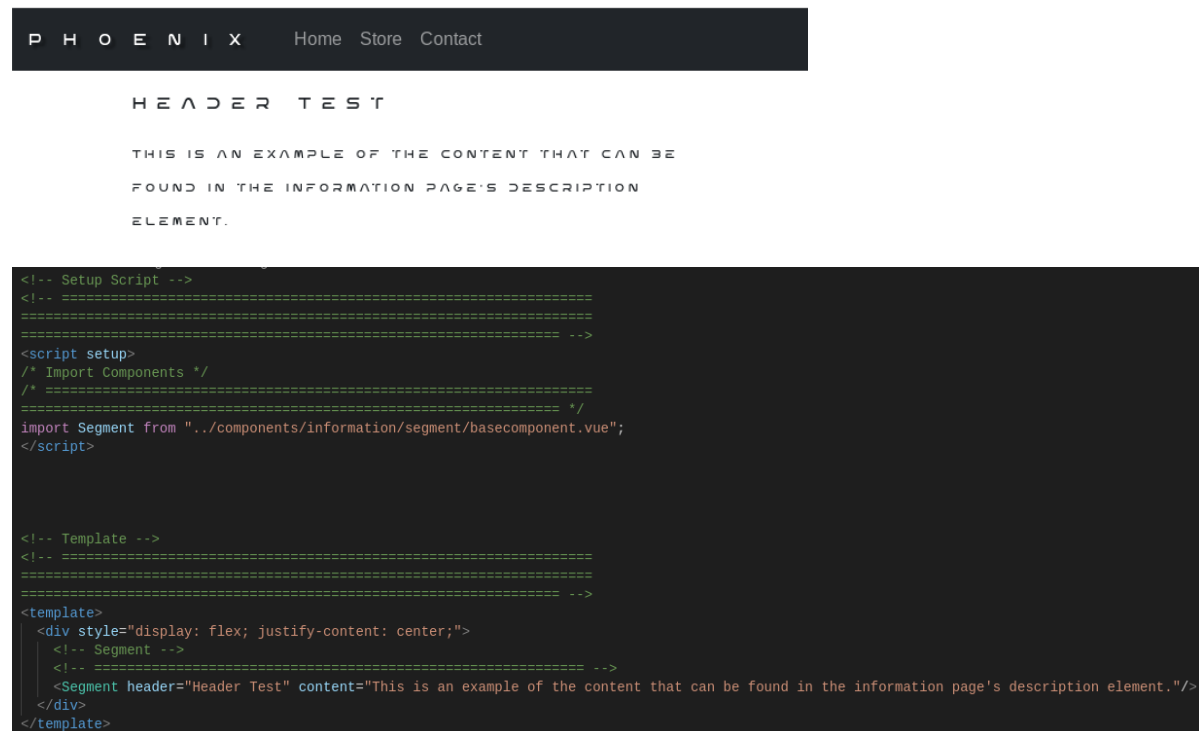 PHOENIX Home Store Contact
HEADER TEST
THIS IS AN EXAMPLE OF THE CONTENT THAT CAN BE
FOUND IN THE INFORMATION PAGE'S DESCRIPTION
ELEMENT.
<!-- Setup Script -->
<!-- =================================================================
======================================================================
================================================================== -->
<script setup>
/* Import Components */
/* ===================================================================
================================================================== */
import Segment from "../components/information/segment/basecomponent.vue";
</script>
<!-- Template -->
<!-- =================================================================
======================================================================
================================================================== -->
<template>
<div style="display: flex; justify-content: center;">
<!-- Segment -->
<!-- ============================================================ -->
<Segment header="Header Test" content="This is an example of the content that can be found in the information page's description element."/>
</div>
</template>